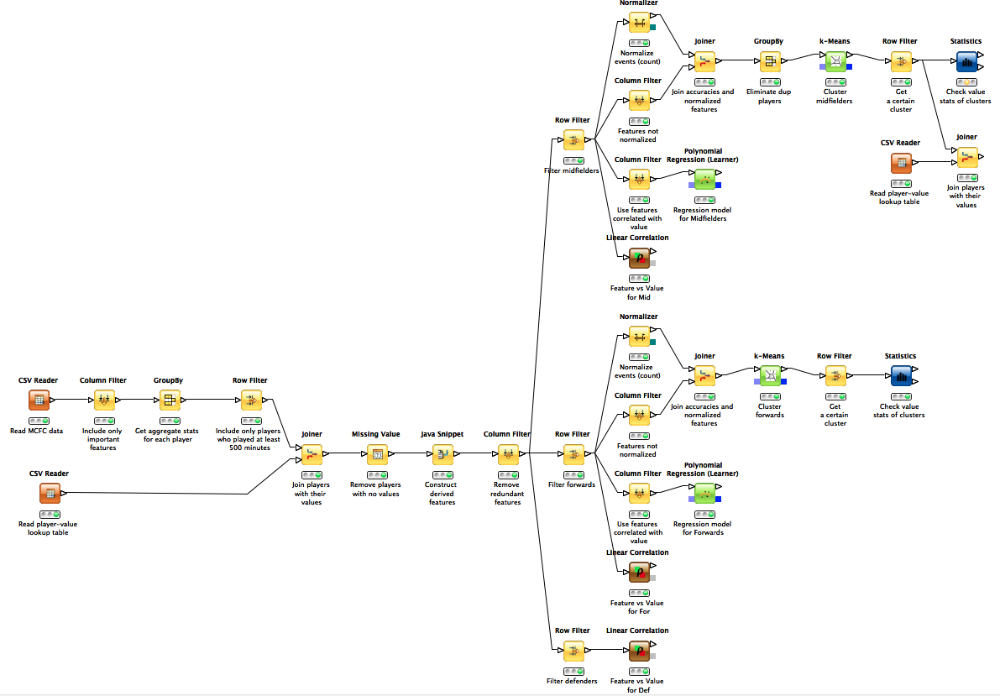 Normalizer
Normalize
events (count)
Column Filter
Features not
normalized
Joiner
Join accuracies and
normalized
features
GroupBy
Eliminate dup
players
k-Means
Cluster
midfielders
Row Filter
Get
a certain
cluster
Statistics
Check value
stats of clusters
Row Filter
Filter midfielders
Column Filter
Use features
correlated with
value
Polynomial
Regression (Learner)
Regression model
for Midfielders
CSV Reader
Read player-value
lookup table
Joiner
Join players
with their
values
Linear Correlation
Feature vs Value
for Mid
CSV Reader
Read MCFC data
Column Filter
Include only
important
features
GroupBy
Get aggregate stats
for each player
Row Filter
Include only players
who played at least
500 minutes
CSV Reader
Read player-value
lookup table
Joiner
Join players
with their
values
Missing Value
Remove players
with no values
Java Snippet
Construct
derived
features
Column Filter
Remove
redundant
features
Row Filter
Filter forwards
Normalizer
Normalize
events (count)
Column Filter
Features not
normalized
Joiner
Join accuracies and
normalized
features
k-Means
Cluster
forwards
Row Filter
Get
a certain
cluster
Statistics
Check value
stats of clusters
Column Filter
Use features
correlated with
value
Polynomial
Regression (Learner)
Regression model
for Forwards
Linear Correlation
Feature vs Value
for For
Row Filter
Filter defenders
Linear Correlation
Feature vs Value
for Def